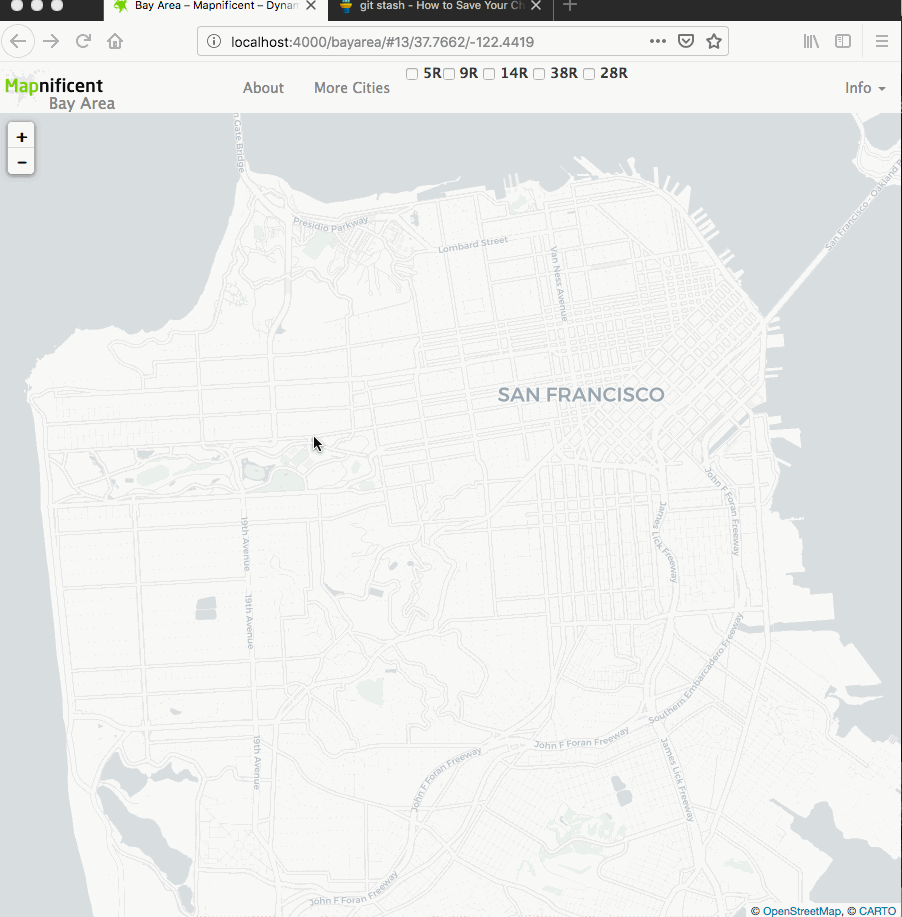 Bay Area – Mapnificent – Dynan
git stash - How to Save Your Ch
localhost:4000/bayarea/#13/37.7662/-122.4419
Mapnificent
Bay Area
About
More Cities
5R 9R 14R 38R 28R
Info
+
−
n Gate Bridge
San Francisco - Oakland B
Presidio Parkway
Lombard Street
Van Ness Avenue
SAN FRANCISCO
John F Foran Freeway
James Lick Freeway
19th Avenue
19th Avenue
Southern Embarcadero Freeway
19th Avenue
John F Foran Freeway
John F Foran Freeway
James Lick Freeway
John F Foran Freeway
© OpenStreetMap, © CARTO